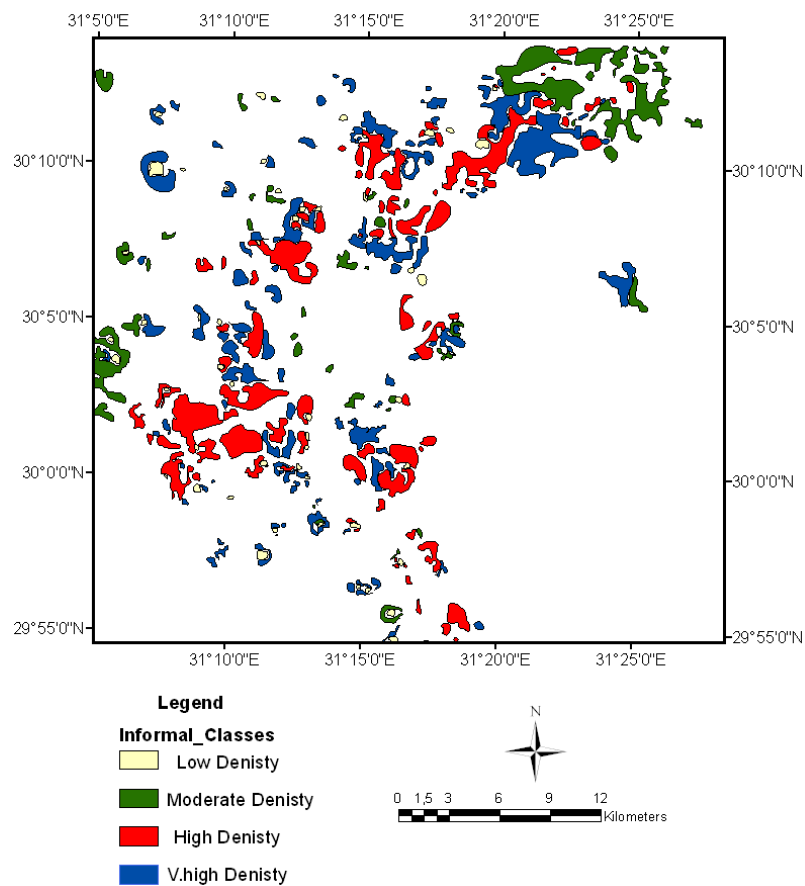 31°5'0"E 31°10'0"E 31°15'0"E 31°20'0"E 31°25'0"E
30°10'0"N 30°10'0"N
30°5'0"N 30°5'0"N
30°0'0"N 30°0'0"N
29°55'0"N 29°55'0"N
31°10'0"E 31°15'0"E 31°20'0"E 31°25'0"E
Legend
Informal_Classes
Low Denisty
Moderate Denisty
High Denisty
V.high Denisty
N
0 1,5 3 6 9 12
Kilometers